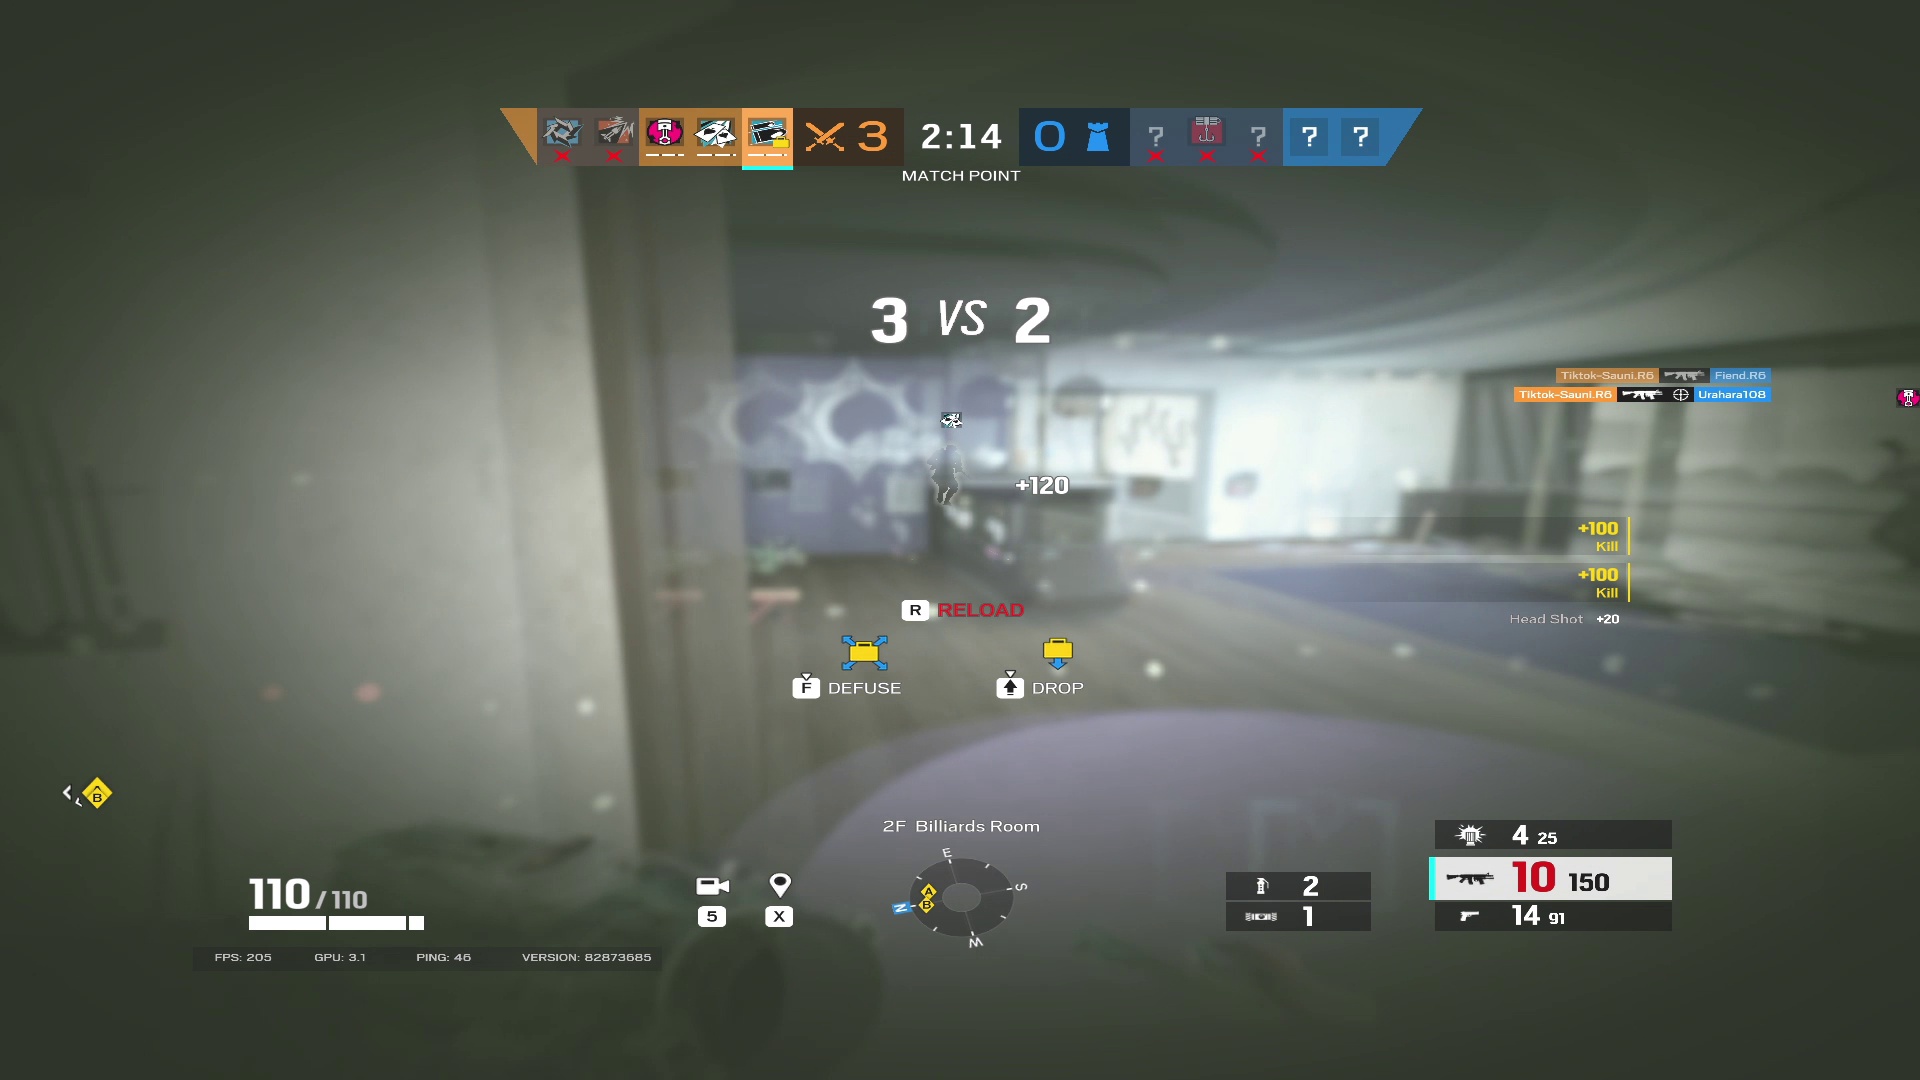 3 2:14 0 ? ? ? ?
MATCH POINT
3 VS 2
Tiktok-Sauni.R6 Fiend.R6
Tiktok-Sauni.R6 Urahara108
+120
+100
Kill
+100
Kill
Head Shot +20
R RELOAD
F DEFUSE DROP
B
2F Billiards Room
E
S
W
N
A
B
110 / 110
5 X
2
1
4 25
10 150
14 91
FPS: 205 GPU: 3.1 PING: 46 VERSION: 82873685